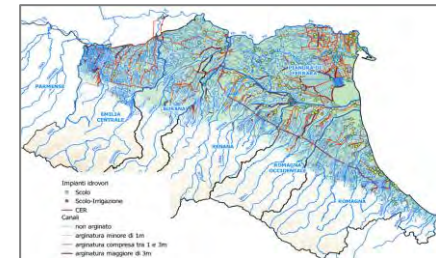 PIANURA DI
FERRARA
PARMENSE
EMILIA
CENTRALE
BURANA
RENANA
ROMAGNA
OCCIDENTALE
ROMAGNA
Impianti idrovori
Scolo
Scolo-Irrigazione
CER
Canali
non arginato
arginatura minore di 1m
arginatura compresa tra 1 e 3m
arginatura maggiore di 3m